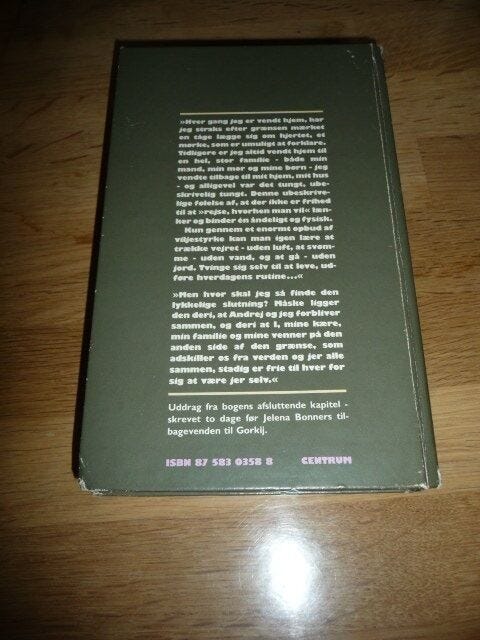 »Hver gang jeg er vendt hjem, har
jeg straks efter grænsen mærket
en tåge lægge sig om hjertet, et
mørke, som er umuligt at forklare.
Tidligere er jeg altid vendt hjem til
en hel, stor familie - både min
mand, min mor og mine børn - jeg
vendte tilbage til mit hjem, mit hus
- og alligevel var det tungt, ube-
skrivelig tungt. Denne ubeskrive-
lige følelse af, at der ikke er frihed
til at »rejse, hvorhen man vil« læn-
ker og binder én åndeligt og fysisk.
Kun gennem et enormt opbud af
viljestyrke kan man igen lære at
trække vejret - uden luft, at svøm-
me - uden vand, og at gå - uden
jord. Tvinge sig selv til at leve, ud-
føre hverdagens rutine...«
»Men hvor skal jeg så finde den
lykkelige slutning? Måske ligger
den deri, at Andrej og jeg forbliver
sammen, og deri at I, mine kære,
min familie og mine venner på den
anden side af den grænse, som
adskiller os fra verden og jer alle
sammen, stadig er frie til hver for
sig at være jer selv.«
Uddrag fra bogens afsluttende kapitel -
skrevet to dage før Jelena Bonners til-
bagevenden til Gorkij.
ISBN 87 583 0358 8 CENTRUM